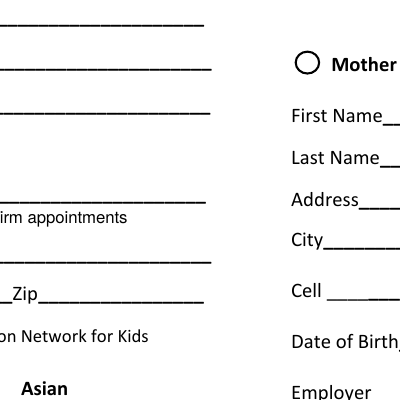 irm appointments
Zip
on Network for Kids
Asian
Mother
First Name
Last Name
Address
City
Cell
Date of Birth
Employer